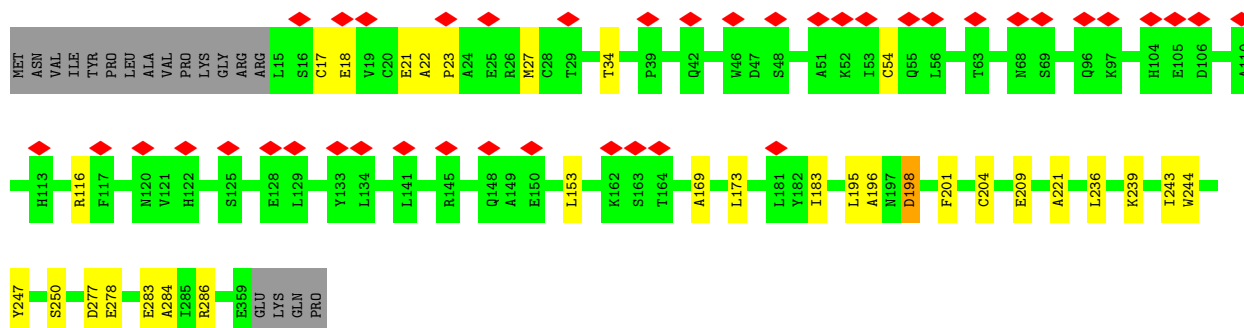 MET ASN VAL ILE TYR PRO LEU ALA VAL PRO LYS GLY ARG ARG L15 S16 C17 E18 V19 C20 E21 A22 P23 A24 E25 R26 M27 C28 T29 T34 P39 Q42 W46 D47 S48 A51 K52 I53 C54 Q55 L56 T63 N68 S69 Q96 K97 H104 E105 D106
H113 R116 F117 N120 V121 H122 S125 E128 L129 Y133 L134 L141 R145 Q148 A149 E150 L153 K162 S163 T164 A169 L173 L181 Y182 I183 L195 A196 N197 D198 F201 C204 E209 A221 L236 K239 I243 W244
Y247 S250 D277 E278 E283 A284 I285 R286 E359 GLU LYS GLN PRO